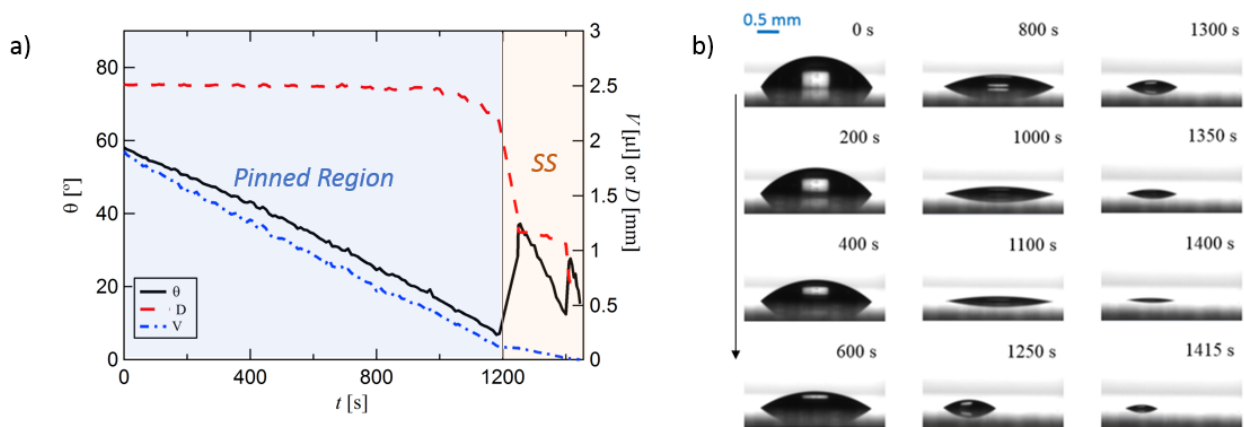 a)
80
60
40
20
0
θ [°]
0
400
800
1200
t [s]
3
2.5
2
1.5
1
0.5
0
V [µl] or D [mm]
Pinned Region
SS
θ
D
V
b)
0.5 mm
0 s
800 s
1300 s
200 s
1000 s
1350 s
400 s
1100 s
1400 s
600 s
1250 s
1415 s